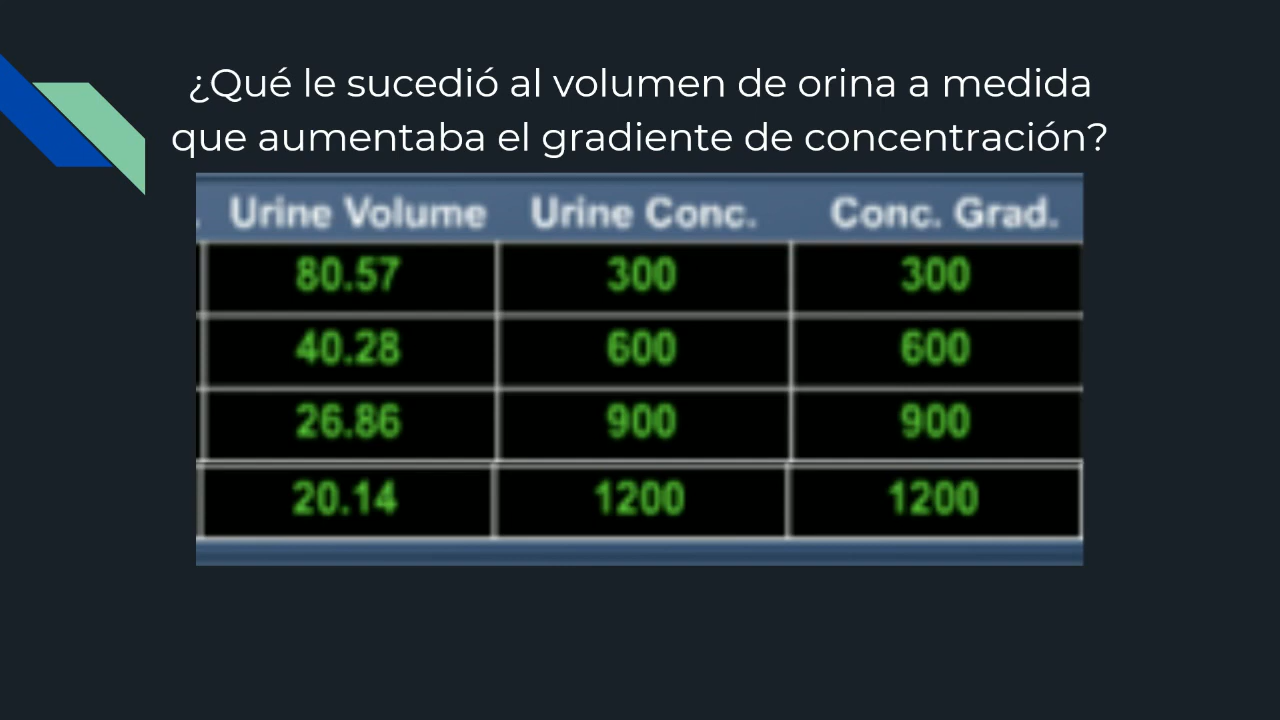 ¿Qué le sucedió al volumen de orina a medida
que aumentaba el gradiente de concentración?
Urine Volume Urine Conc. Conc. Grad.
80.57 300 300
40.28 600 600
26.86 900 900
20.14 1200 1200